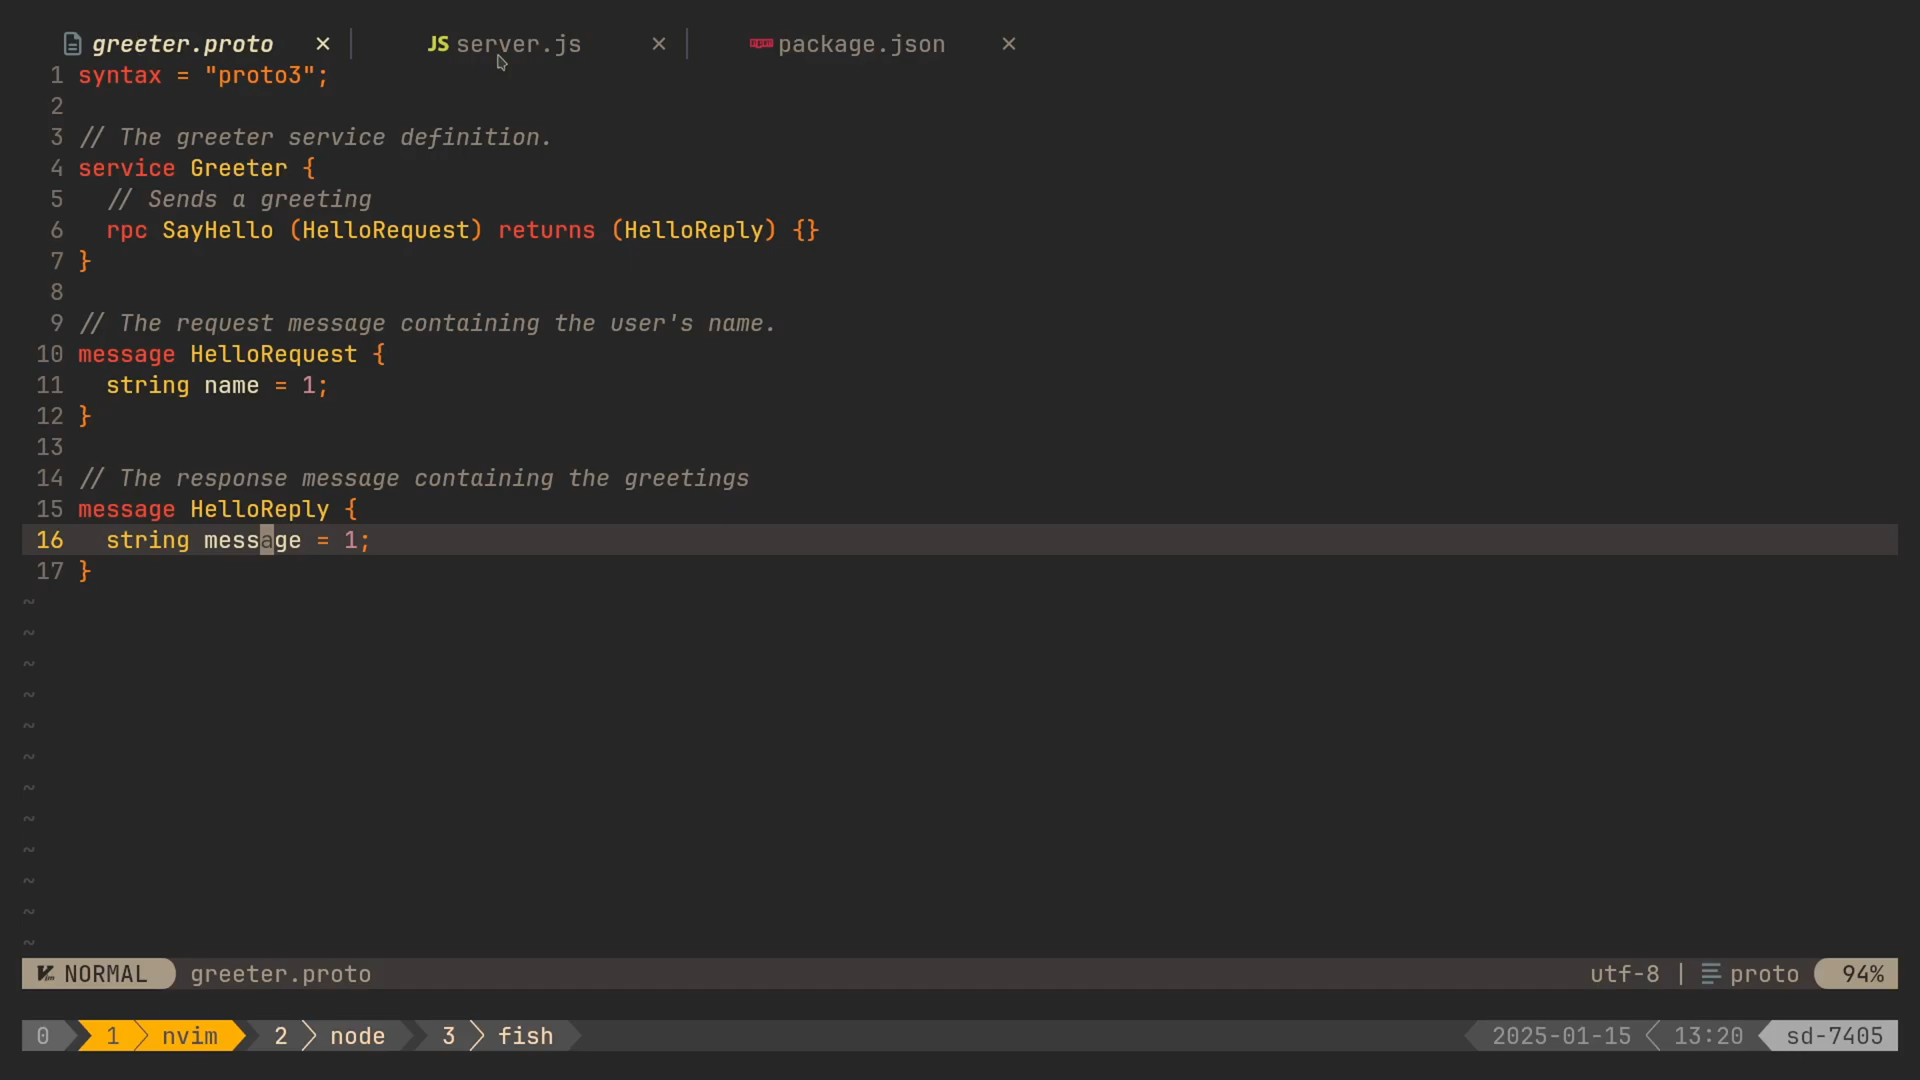 greeter.proto × | JS server.js × | npm package.json ×
1 syntax = "proto3";
2
3 // The greeter service definition.
4 service Greeter {
5   // Sends a greeting
6   rpc SayHello (HelloRequest) returns (HelloReply) {}
7 }
8
9 // The request message containing the user's name.
10 message HelloRequest {
11   string name = 1;
12 }
13
14 // The response message containing the greetings
15 message HelloReply {
16   string message = 1;
17 }
~
~
~
~
~
~
~
~
~
~
~
~
NORMAL greeter.proto utf-8 | proto 94%
0 1 nvim 2 node 3 fish 2025-01-15 13:20 sd-7405